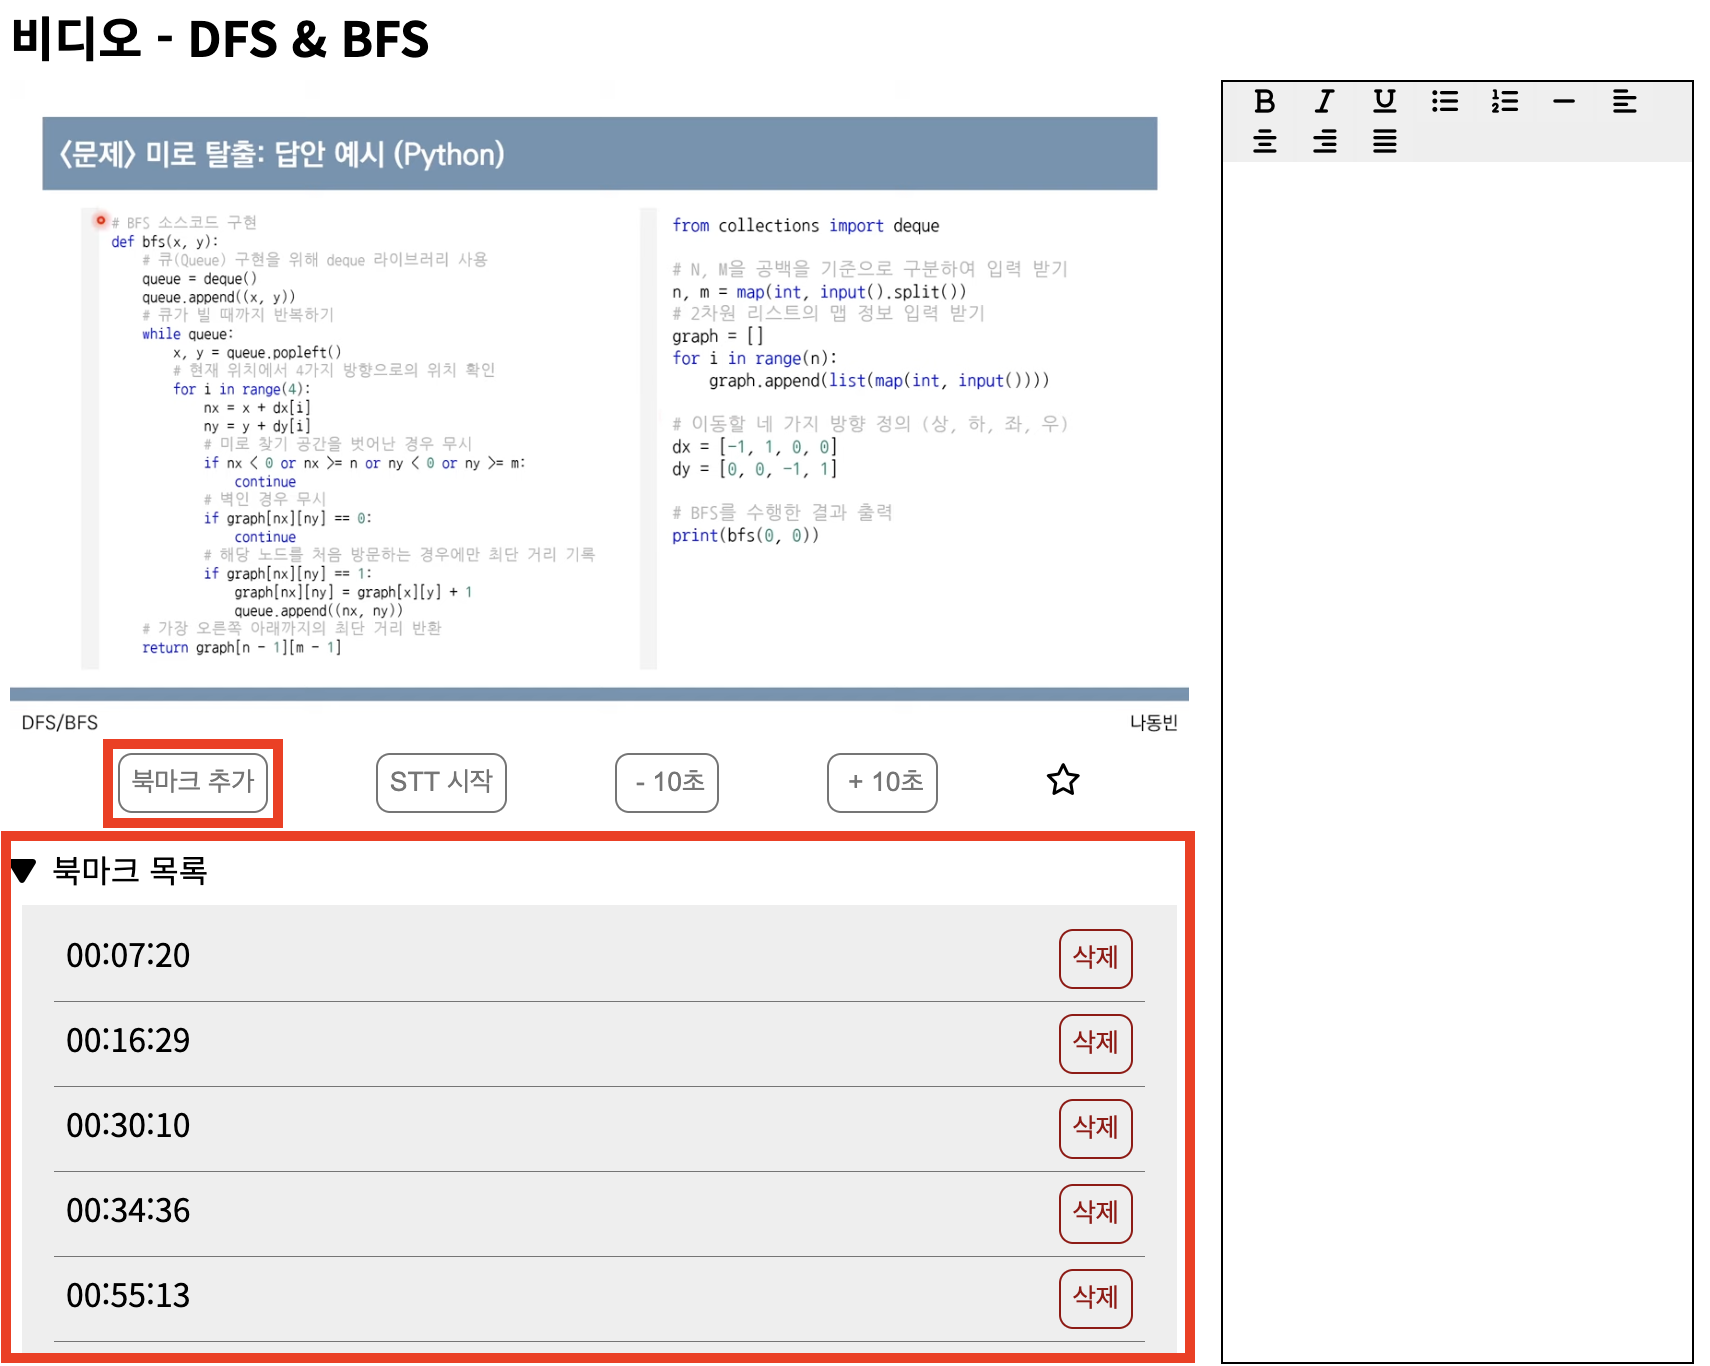 비디오 - DFS & BFS
<문제> 미로 탈출: 답안 예시 (Python)
# BFS 소스코드 구현
def bfs(x, y):
# 큐(Queue) 구현을 위해 deque 라이브러리 사용
queue = deque()
queue.append((x, y))
# 큐가 빌 때까지 반복하기
while queue:
x, y = queue.popleft()
# 현재 위치에서 4가지 방향으로의 위치 확인
for i in range(4):
nx = x + dx[i]
ny = y + dy[i]
# 미로 찾기 공간을 벗어난 경우 무시
if nx < 0 or nx >= n or ny < 0 or ny >= m:
continue
# 벽인 경우 무시
if graph[nx][ny] == 0:
continue
# 해당 노드를 처음 방문하는 경우에만 최단 거리 기록
if graph[nx][ny] == 1:
graph[nx][ny] = graph[x][y] + 1
queue.append((nx, ny))
# 가장 오른쪽 아래까지의 최단 거리 반환
return graph[n - 1][m - 1]
from collections import deque
# N, M을 공백을 기준으로 구분하여 입력 받기
n, m = map(int, input().split())
# 2차원 리스트의 맵 정보 입력 받기
graph = []
for i in range(n):
graph.append(list(map(int, input())))
# 이동할 네 가지 방향 정의 (상, 하, 좌, 우)
dx = [-1, 1, 0, 0]
dy = [0, 0, -1, 1]
# BFS를 수행한 결과 출력
print(bfs(0, 0))
DFS/BFS 나동빈
북마크 추가 STT 시작 - 10초 + 10초
▼ 북마크 목록
00:07:20 삭제
00:16:29 삭제
00:30:10 삭제
00:34:36 삭제
00:55:13 삭제